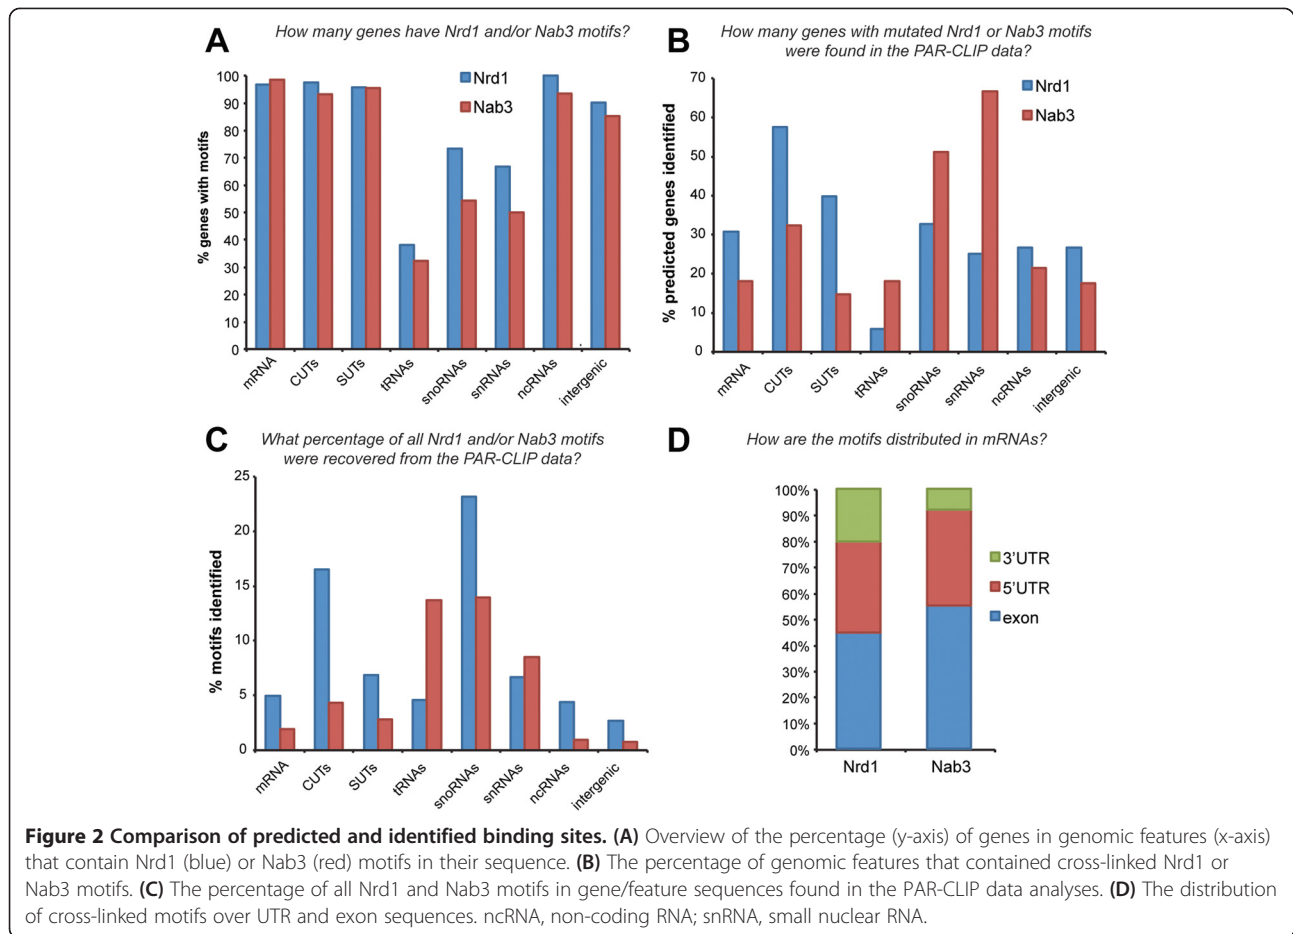 A
How many genes have Nrd1 and/or Nab3 motifs?
% genes with motifs
100
90
80
70
60
50
40
30
20
10
0
Nrd1
Nab3
mRNA
CUTs
SUTs
tRNAs
snoRNAs
snRNAs
ncRNAs
intergenic
B
How many genes with mutated Nrd1 or Nab3 motifs
were found in the PAR-CLIP data?
% predicted genes identified
70
60
50
40
30
20
10
0
Nrd1
Nab3
mRNA
CUTs
SUTs
tRNAs
snoRNAs
snRNAs
ncRNAs
intergenic
C
What percentage of all Nrd1 and/or Nab3 motifs
were recovered from the PAR-CLIP data?
% motifs identified
25
20
15
10
5
0
mRNA
CUTs
SUTs
tRNAs
snoRNAs
snRNAs
ncRNAs
intergenic
D
How are the motifs distributed in mRNAs?
100%
90%
80%
70%
60%
50%
40%
30%
20%
10%
0%
3'UTR
5'UTR
exon
Nrd1
Nab3
Figure 2 Comparison of predicted and identified binding sites. (A) Overview of the percentage (y-axis) of genes in genomic features (x-axis)
that contain Nrd1 (blue) or Nab3 (red) motifs in their sequence. (B) The percentage of genomic features that contained cross-linked Nrd1 or
Nab3 motifs. (C) The percentage of all Nrd1 and Nab3 motifs in gene/feature sequences found in the PAR-CLIP data analyses. (D) The distribution
of cross-linked motifs over UTR and exon sequences. ncRNA, non-coding RNA; snRNA, small nuclear RNA.